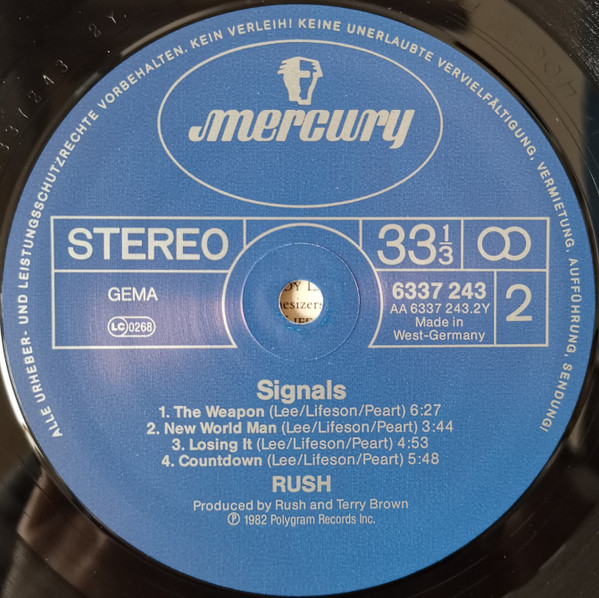 ALLE URHEBER- UND LEISTUNGSSCHUTZRECHTE VORBEHALTEN. KEIN VERLEIH! KEINE UNERLAUBTE VERVIELFÄLTIGUNG, VERMIETUNG, AUFFÜHRUNG, SENDUNG!
mercury
STEREO
33 1/3
GEMA
LC 0268
6337 243
AA 6337 243.2Y
Made in
West-Germany
2
Signals
1. The Weapon (Lee/Lifeson/Peart) 6:27
2. New World Man (Lee/Lifeson/Peart) 3:44
3. Losing It (Lee/Lifeson/Peart) 4:53
4. Countdown (Lee/Lifeson/Peart) 5:48
RUSH
Produced by Rush and Terry Brown
℗ 1982 Polygram Records Inc.